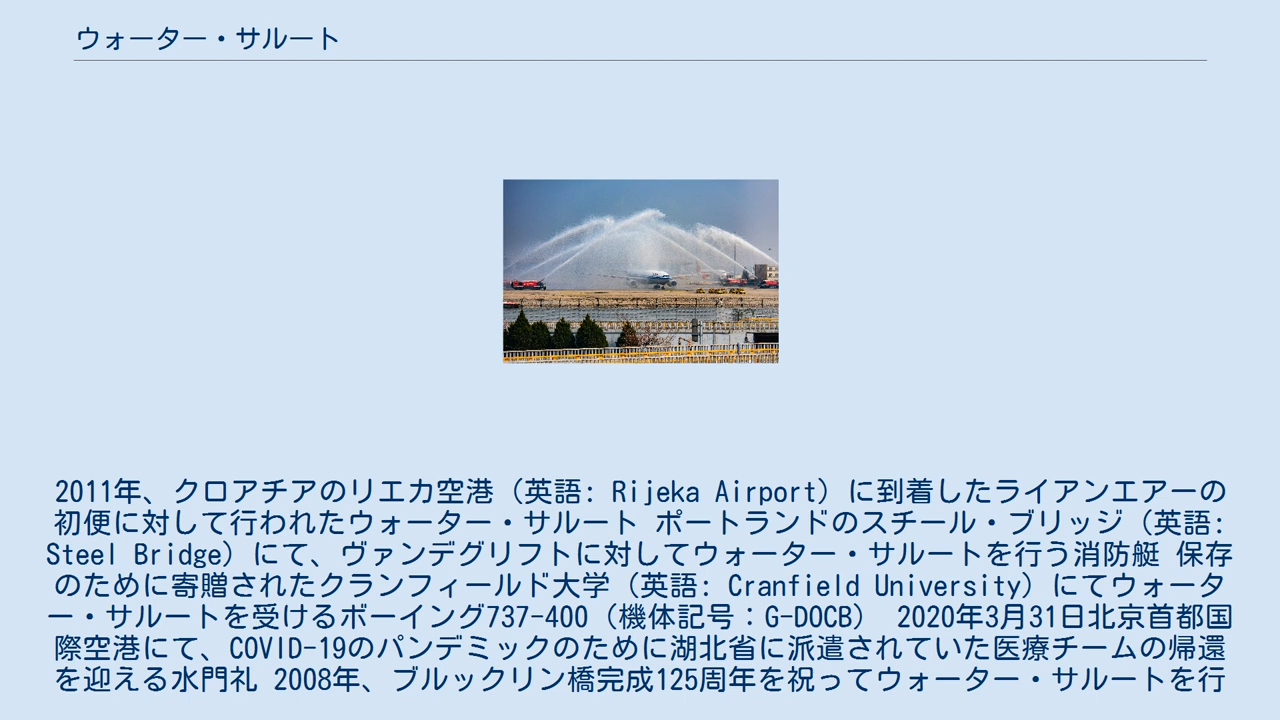 ウォーター・サルート
2011年、クロアチアのリエカ空港（英語: Rijeka Airport）に到着したライアンエアーの
初便に対して行われたウォーター・サルート ポートランドのスチール・ブリッジ（英語:
Steel Bridge）にて、ヴァンデグリフトに対してウォーター・サルートを行う消防艇 保存
のために寄贈されたクランフィールド大学（英語: Cranfield University）にてウォータ
ー・サルートを受けるボーイング737-400（機体記号：G-DOCB） 2020年3月31日北京首都国
際空港にて、COVID-19のパンデミックのために湖北省に派遣されていた医療チームの帰還
を迎える水門礼 2008年、ブルックリン橋完成125周年を祝ってウォーター・サルートを行